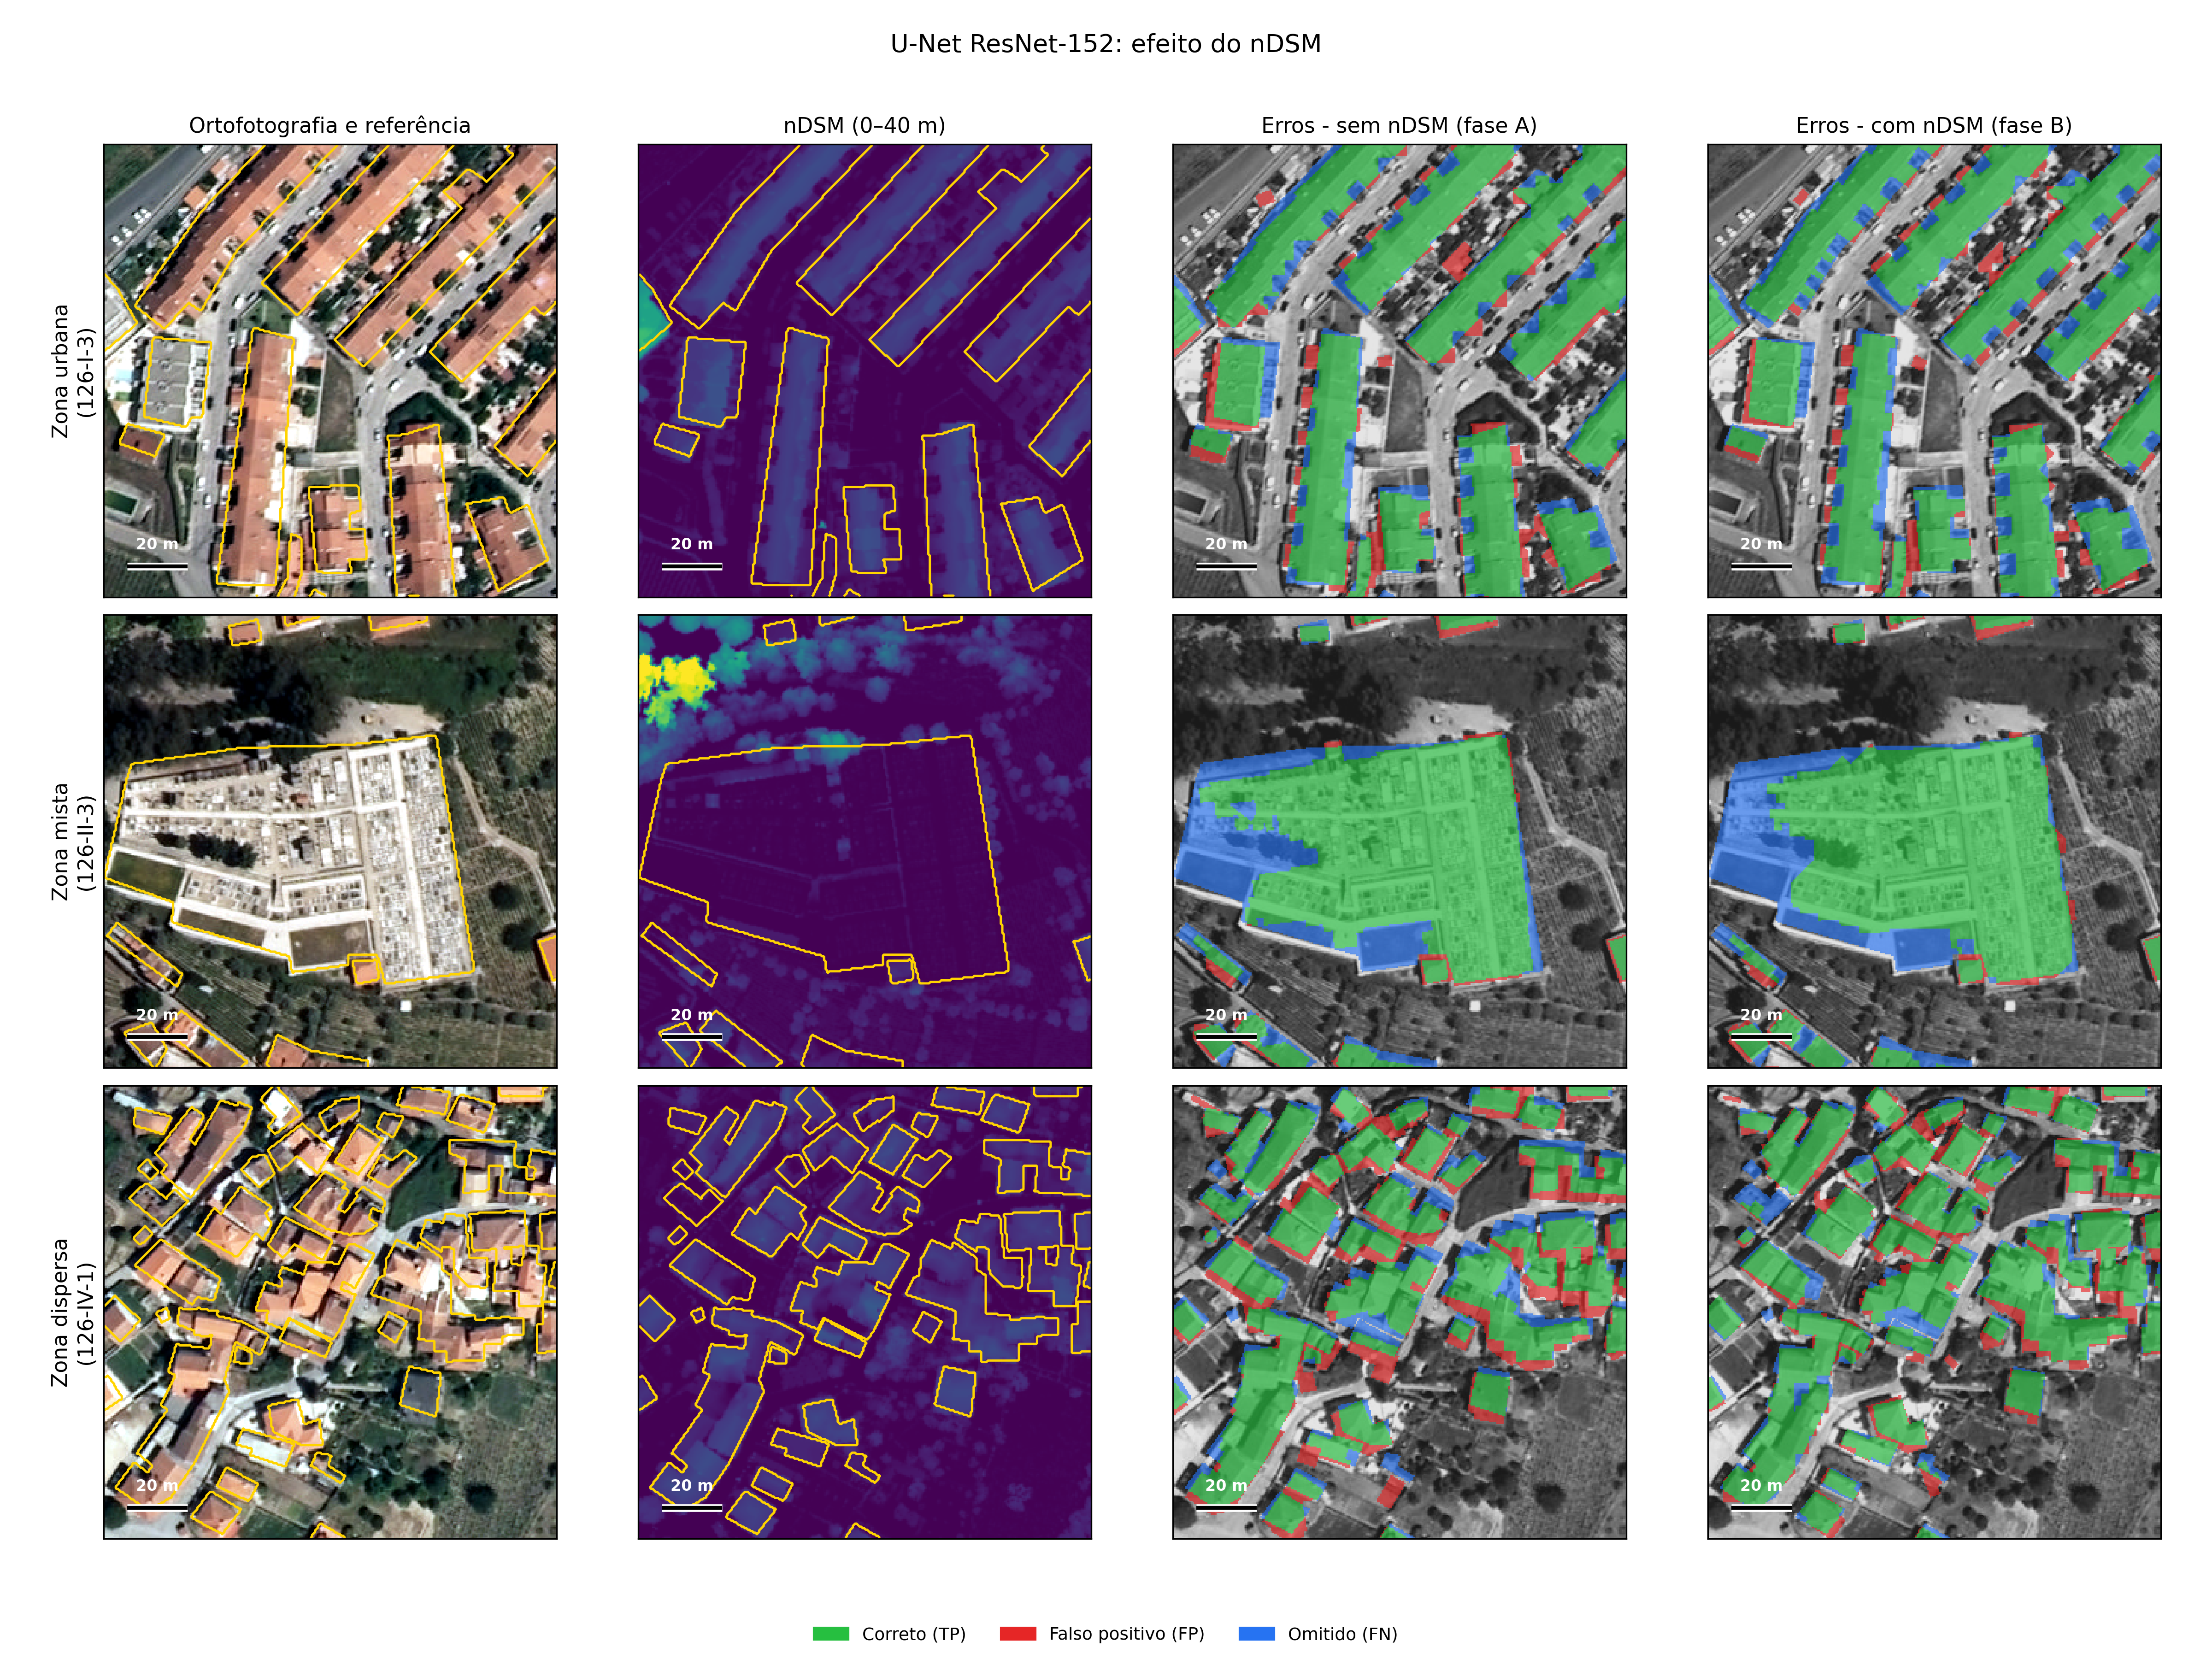 U-Net ResNet-152: efeito do nDSM
Ortofotografia e referência
nDSM (0–40 m)
Erros - sem nDSM (fase A)
Erros - com nDSM (fase B)
Zona urbana
(126-I-3)
20 m
20 m
20 m
20 m
Zona mista
(126-II-3)
20 m
20 m
20 m
20 m
Zona dispersa
(126-IV-1)
20 m
20 m
20 m
20 m
Correto (TP)
Falso positivo (FP)
Omitido (FN)